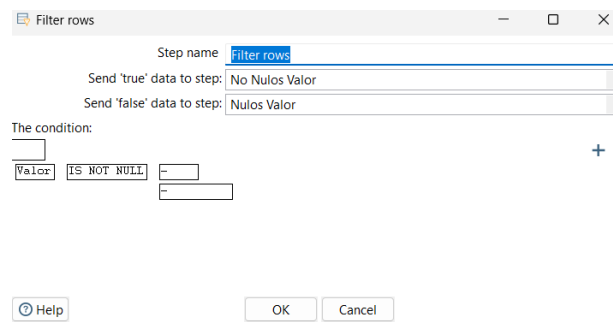 Filter rows
Step name Filter rows
Send 'true' data to step: No Nulos Valor
Send 'false' data to step: Nulos Valor
The condition:
+
Valor IS NOT NULL -
-
? Help OK Cancel